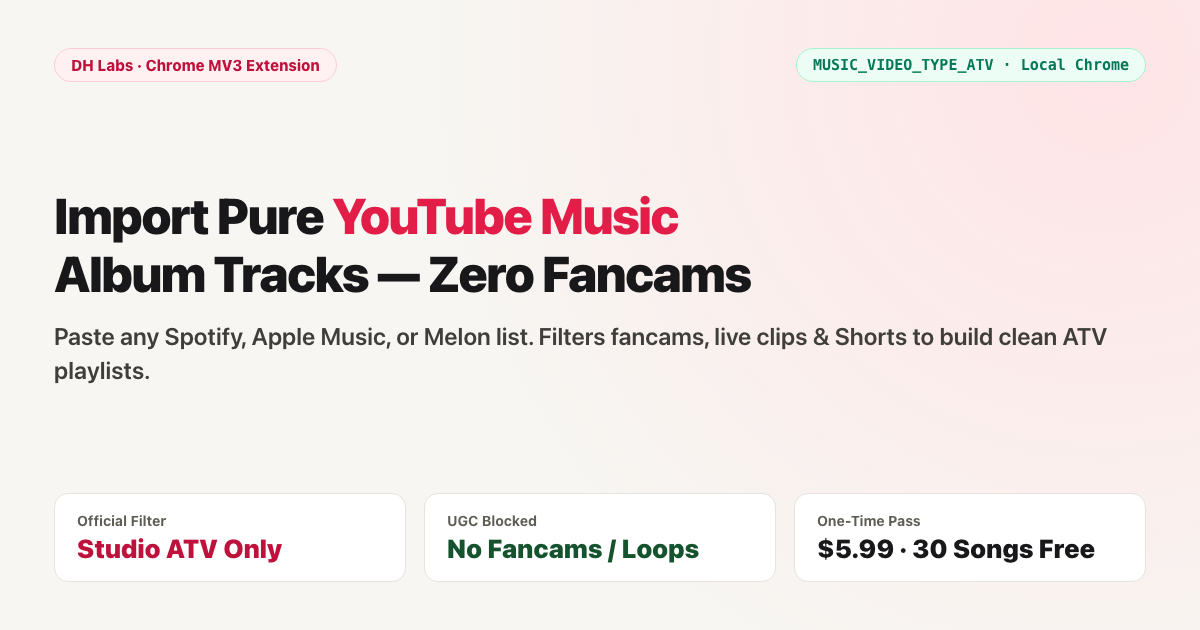 DH Labs · Chrome MV3 Extension
MUSIC_VIDEO_TYPE_ATV · Local Chrome
Import Pure YouTube Music
Album Tracks — Zero Fancams
Paste any Spotify, Apple Music, or Melon list. Filters fancams, live clips & Shorts to build clean ATV
playlists.
Official Filter
Studio ATV Only
UGC Blocked
No Fancams / Loops
One-Time Pass
$5.99 · 30 Songs Free